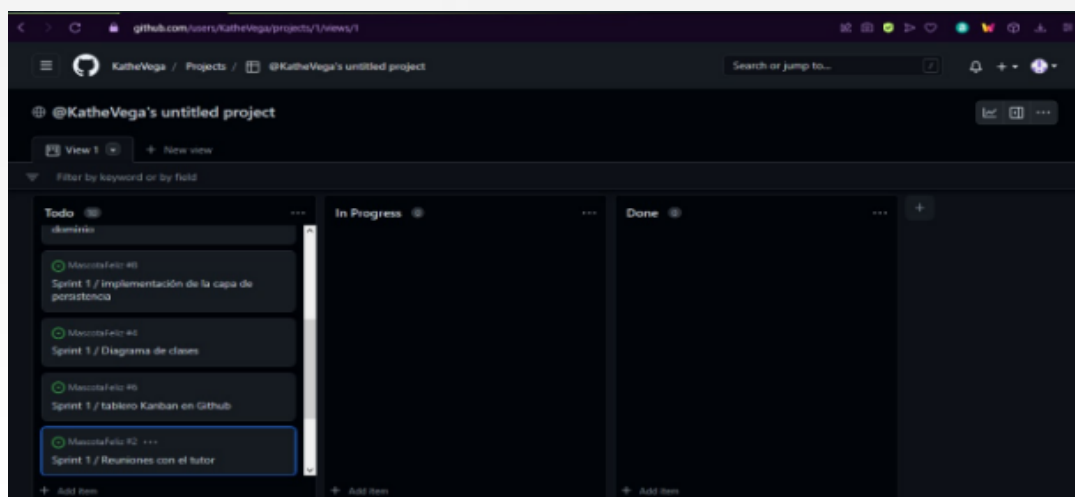 github.com/users/KatheVega/projects/1/views/1
KatheVega / Projects / @KatheVega's untitled project
Search or jump to...
@KatheVega's untitled project
View 1
+ New view
Filter by keyword or by field
Todo
In Progress
Done
dominio
MascotaFeliz
Sprint 1 / implementación de la capa de
persistencia
MascotaFeliz #4
Sprint 1 / Diagrama de clases
MascotaFeliz #6
Sprint 1 / tablero Kanban en Github
MascotaFeliz #2
Sprint 1 / Reuniones con el tutor
+ Add item
+ Add item
+ Add item